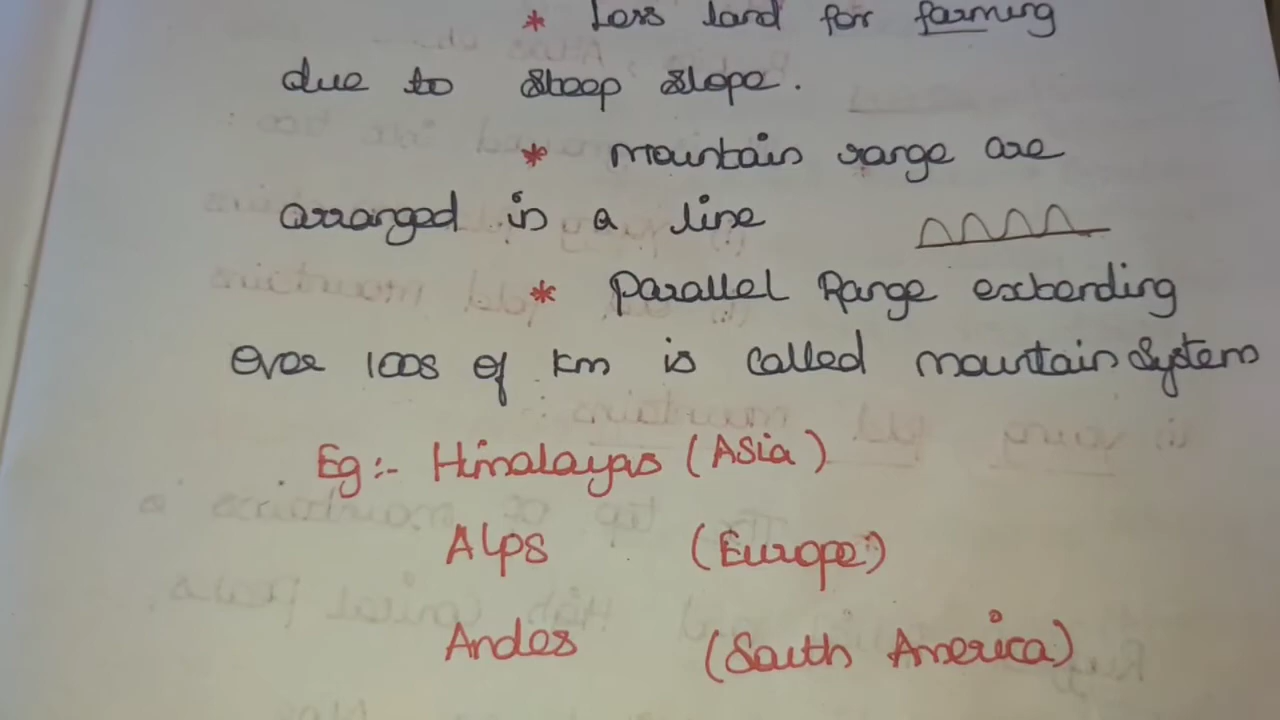 * Less land for farming
due to steep slope.
* Mountain range are
arranged in a line
* Parallel Range extending
over 100s of km is called mountain System
Eg:- Himalayas (Asia)
Alps (Europe)
Andes (South America)